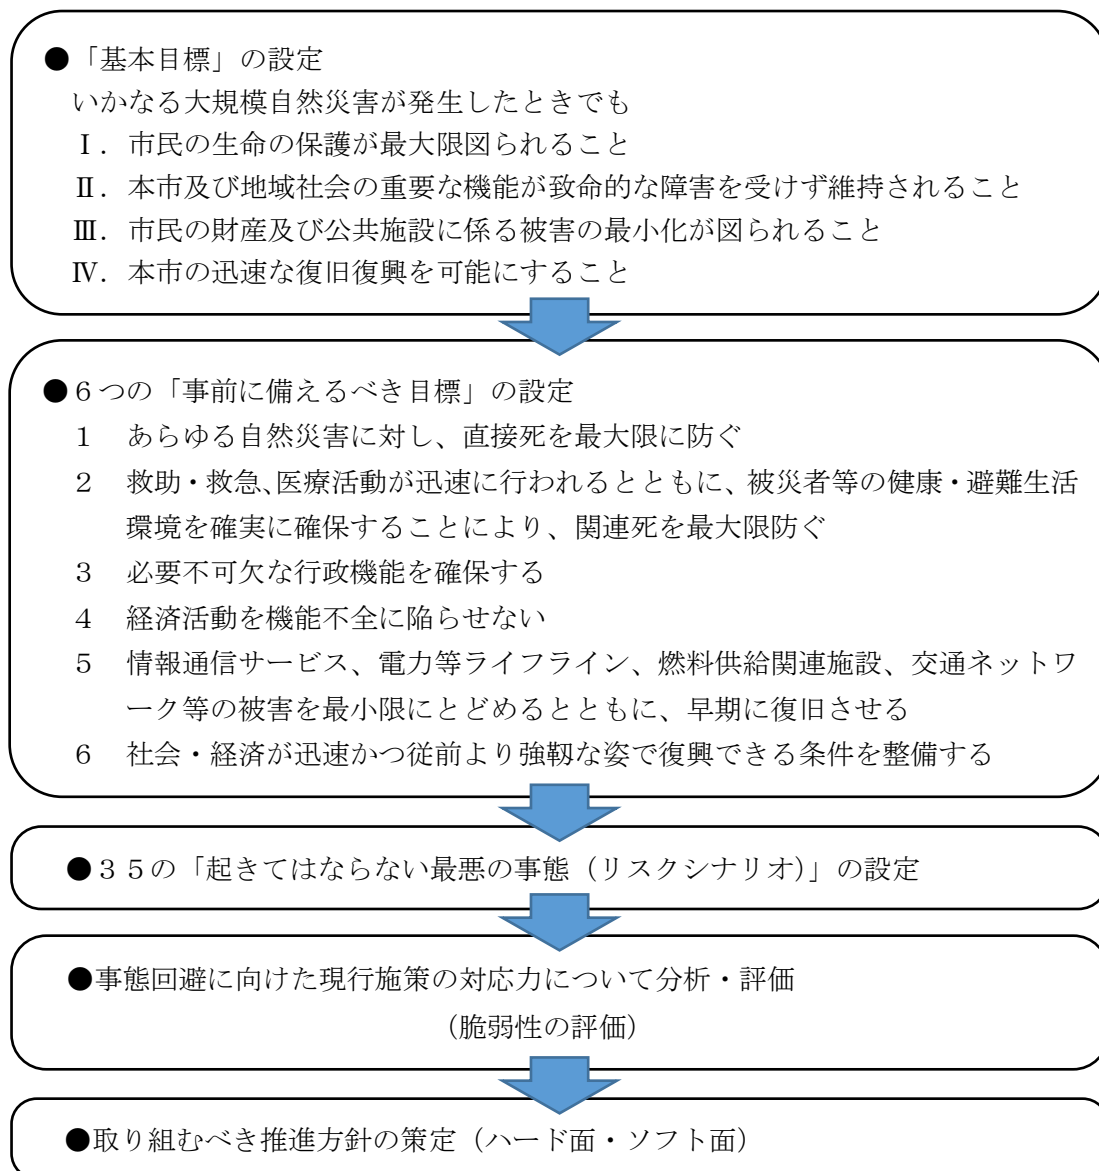 ●「基本目標」の設定
いかなる大規模自然災害が発生したときでも
Ⅰ．市民の生命の保護が最大限図られること
Ⅱ．本市及び地域社会の重要な機能が致命的な障害を受けず維持されること
Ⅲ．市民の財産及び公共施設に係る被害の最小化が図られること
Ⅳ．本市の迅速な復旧復興を可能にすること
●６つの「事前に備えるべき目標」の設定
１　あらゆる自然災害に対し、直接死を最大限に防ぐ
２　救助・救急、医療活動が迅速に行われるとともに、被災者等の健康・避難生活
環境を確実に確保することにより、関連死を最大限防ぐ
３　必要不可欠な行政機能を確保する
４　経済活動を機能不全に陥らせない
５　情報通信サービス、電力等ライフライン、燃料供給関連施設、交通ネットワ
ーク等の被害を最小限にとどめるとともに、早期に復旧させる
６　社会・経済が迅速かつ従前より強靱な姿で復興できる条件を整備する
●３５の「起きてはならない最悪の事態（リスクシナリオ）」の設定
●事態回避に向けた現行施策の対応力について分析・評価
（脆弱性の評価）
●取り組むべき推進方針の策定（ハード面・ソフト面）